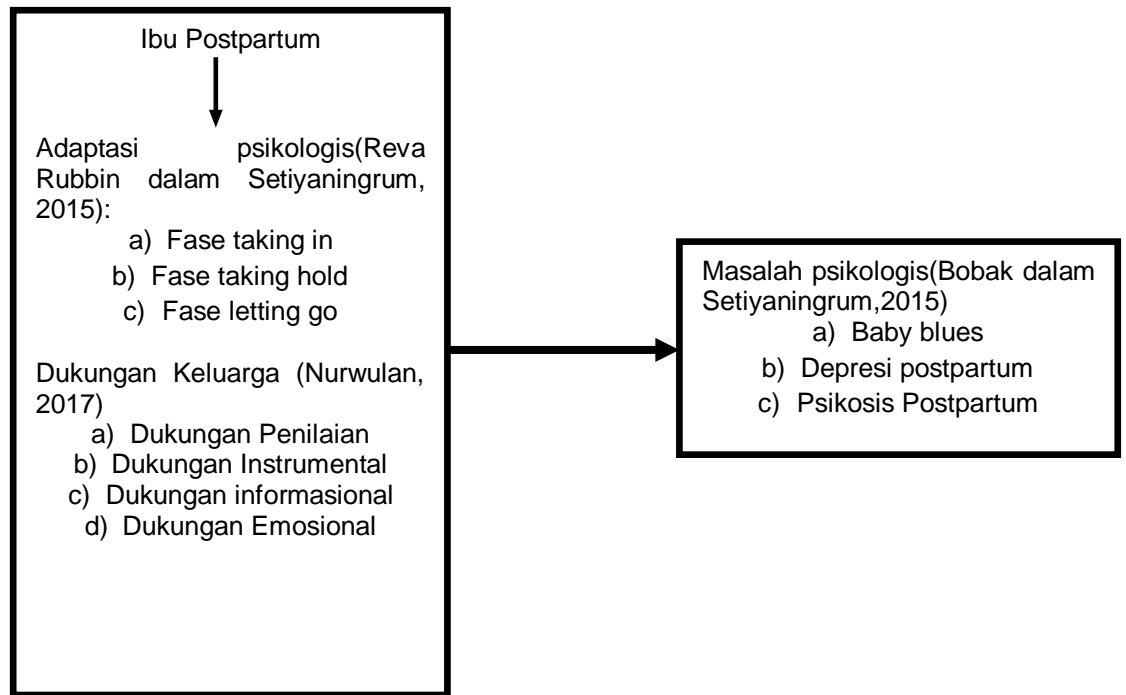 Ibu Postpartum
Adaptasi psikologis(Reva
Rubbin dalam Setiyaningrum,
2015):
a) Fase taking in
b) Fase taking hold
c) Fase letting go
Dukungan Keluarga (Nurwulan,
2017)
a) Dukungan Penilaian
b) Dukungan Instrumental
c) Dukungan informasional
d) Dukungan Emosional
Masalah psikologis(Bobak dalam
Setiyaningrum,2015)
a) Baby blues
b) Depresi postpartum
c) Psikosis Postpartum